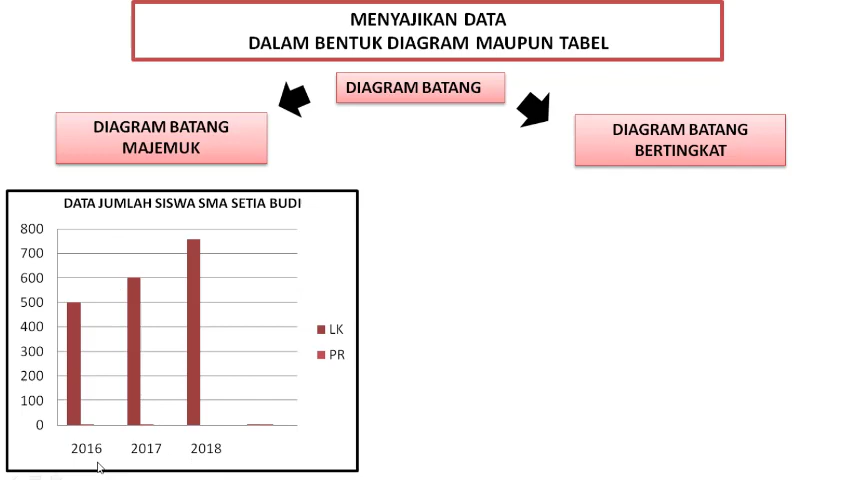 MENYAJIKAN DATA
DALAM BENTUK DIAGRAM MAUPUN TABEL
DIAGRAM BATANG
DIAGRAM BATANG
MAJEMUK
DIAGRAM BATANG
BERTINGKAT
DATA JUMLAH SISWA SMA SETIA BUDI
800
700
600
500
400
300
200
100
0
LK
PR
2016 2017 2018